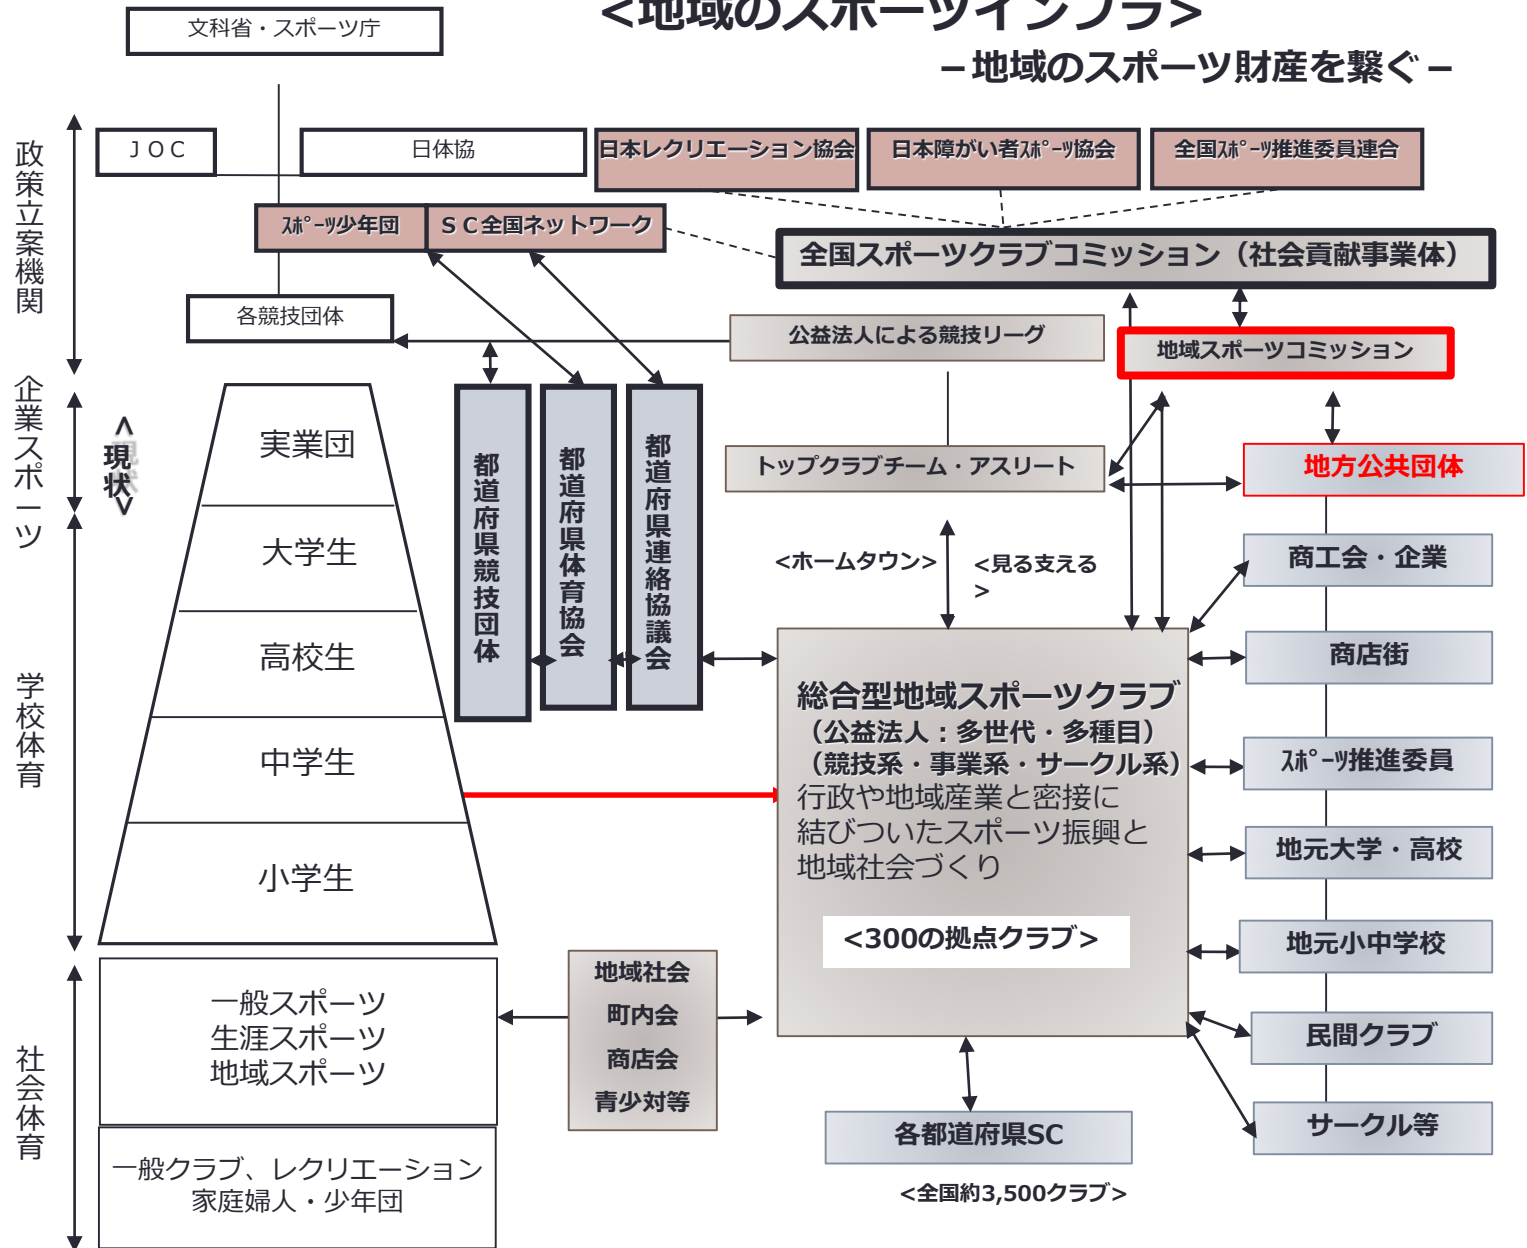 <地域のスポーツインフラ>
－地域のスポーツ財産を繋ぐ－
文科省・スポーツ庁
政策立案機関
ＪＯＣ
日体協
日本レクリエーション協会
日本障がい者ｽﾎﾟｰﾂ協会
全国ｽﾎﾟｰﾂ推進委員連合
ｽﾎﾟｰﾂ少年団
ＳＣ全国ネットワーク
全国スポーツクラブコミッション（社会貢献事業体）
各競技団体
公益法人による競技リーグ
地域スポーツコミッション
企業スポーツ
<現状>
実業団
大学生
高校生
中学生
小学生
学校体育
都道府県競技団体
都道府県体育協会
都道府県連絡協議会
トップクラブチーム・アスリート
地方公共団体
<ホームタウン>
<見る支える
>
商工会・企業
商店街
ｽﾎﾟｰﾂ推進委員
地元大学・高校
地元小中学校
民間クラブ
サークル等
総合型地域スポーツクラブ
（公益法人：多世代・多種目）
（競技系・事業系・サークル系）
行政や地域産業と密接に
結びついたスポーツ振興と
地域社会づくり
<300の拠点クラブ>
社会体育
一般スポーツ
生涯スポーツ
地域スポーツ
地域社会
町内会
商店会
青少対等
一般クラブ、レクリエーション
家庭婦人・少年団
各都道府県SC
<全国約3,500クラブ>